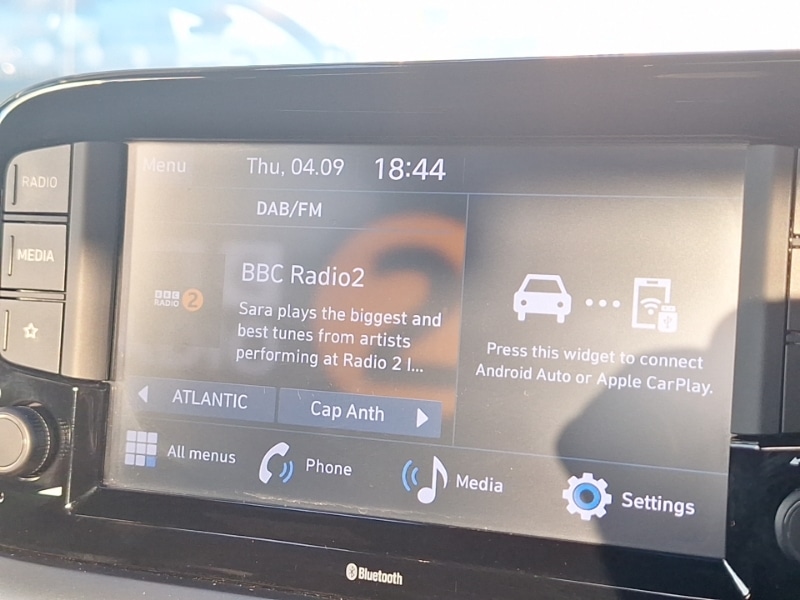 Menu
Thu, 04.09
18:44
RADIO
MEDIA
DAB/FM
BBC
RADIO 2
BBC Radio2
Sara plays the biggest and
best tunes from artists
performing at Radio 2 I...
2
ATLANTIC
Cap Anth
Press this widget to connect
Android Auto or Apple CarPlay.
All menus
Phone
Media
Settings
Bluetooth